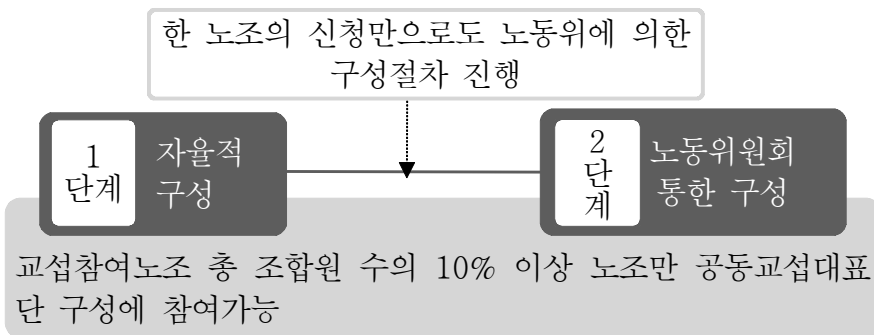 한 노조의 신청만으로도 노동위에 의한
구성절차 진행
1
단계
자율적
구성
2
단
계
노동위원회
통한 구성
교섭참여노조 총 조합원 수의 10% 이상 노조만 공동교섭대표
단 구성에 참여가능